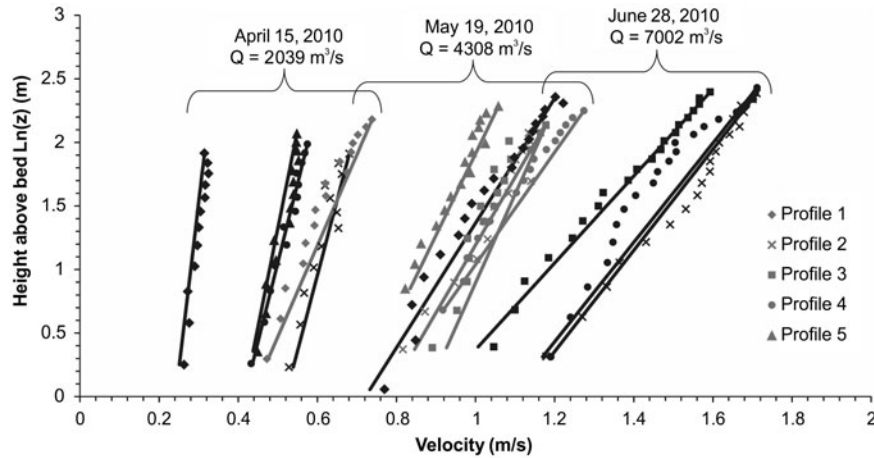 April 15, 2010
Q = 2039 m³/s
May 19, 2010
Q = 4308 m³/s
June 28, 2010
Q = 7002 m³/s
Height above bed Ln(z) (m)
3
2.5
2
1.5
1
0.5
0
0
0.2
0.4
0.6
0.8
1
1.2
1.4
1.6
1.8
2
Velocity (m/s)
Profile 1
Profile 2
Profile 3
Profile 4
Profile 5